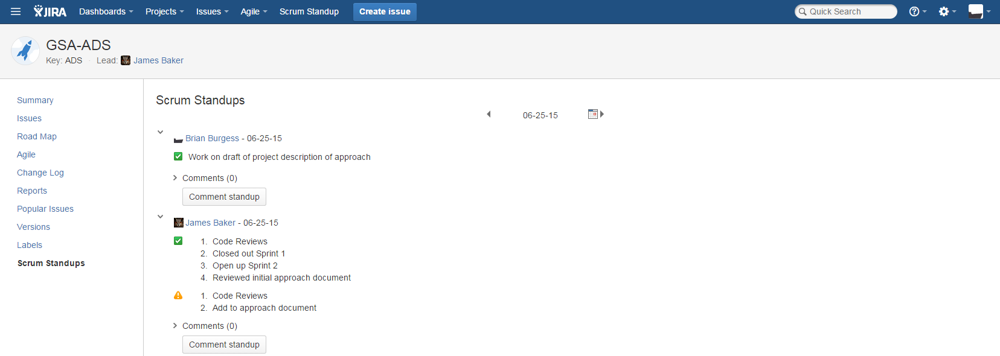 JIRA Dashboards Projects Issues Agile Scrum Standup Create issue Quick Search
GSA-ADS
Key: ADS · Lead: James Baker
Summary
Issues
Road Map
Agile
Change Log
Reports
Popular Issues
Versions
Labels
Scrum Standups
Scrum Standups
06-25-15
Brian Burgess - 06-25-15
Work on draft of project description of approach
Comments (0)
Comment standup
James Baker - 06-25-15
1. Code Reviews
2. Closed out Sprint 1
3. Open up Sprint 2
4. Reviewed initial approach document
1. Code Reviews
2. Add to approach document
Comments (0)
Comment standup